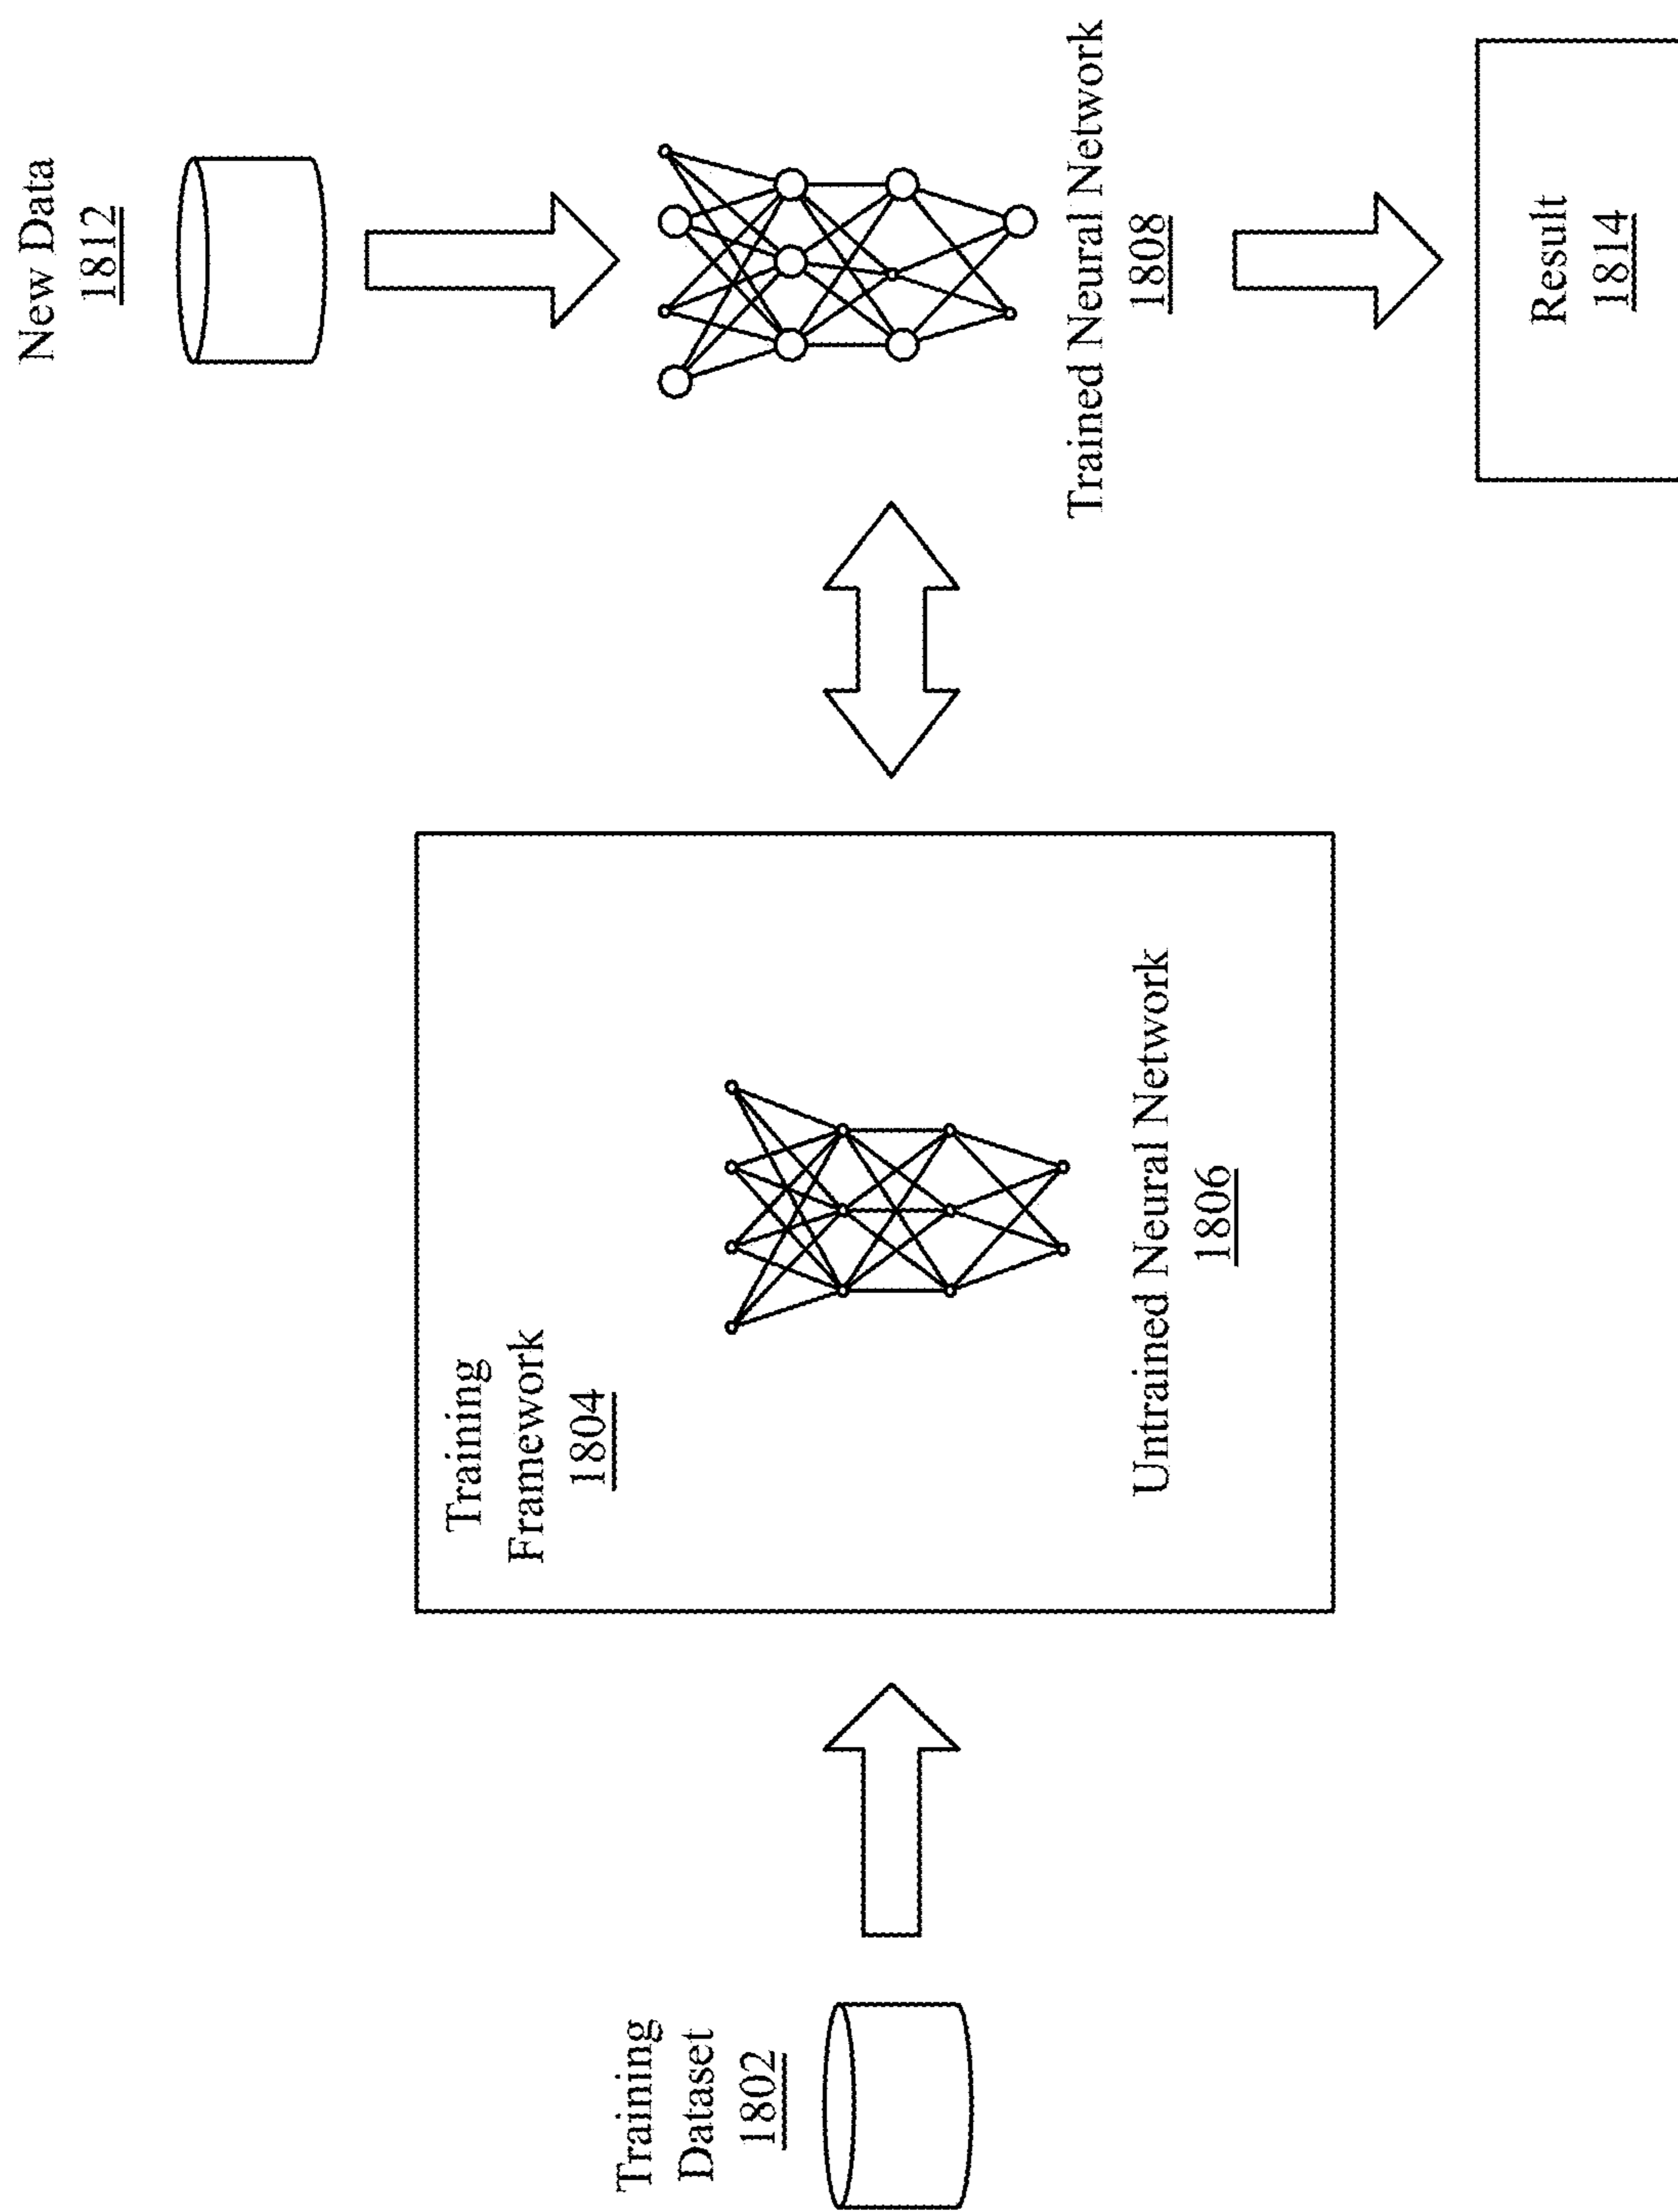 Training
Dataset
1802
Training
Framework
1804
Untrained Neural Network
1806
New Data
1812
Trained Neural Network
1808
Result
1814